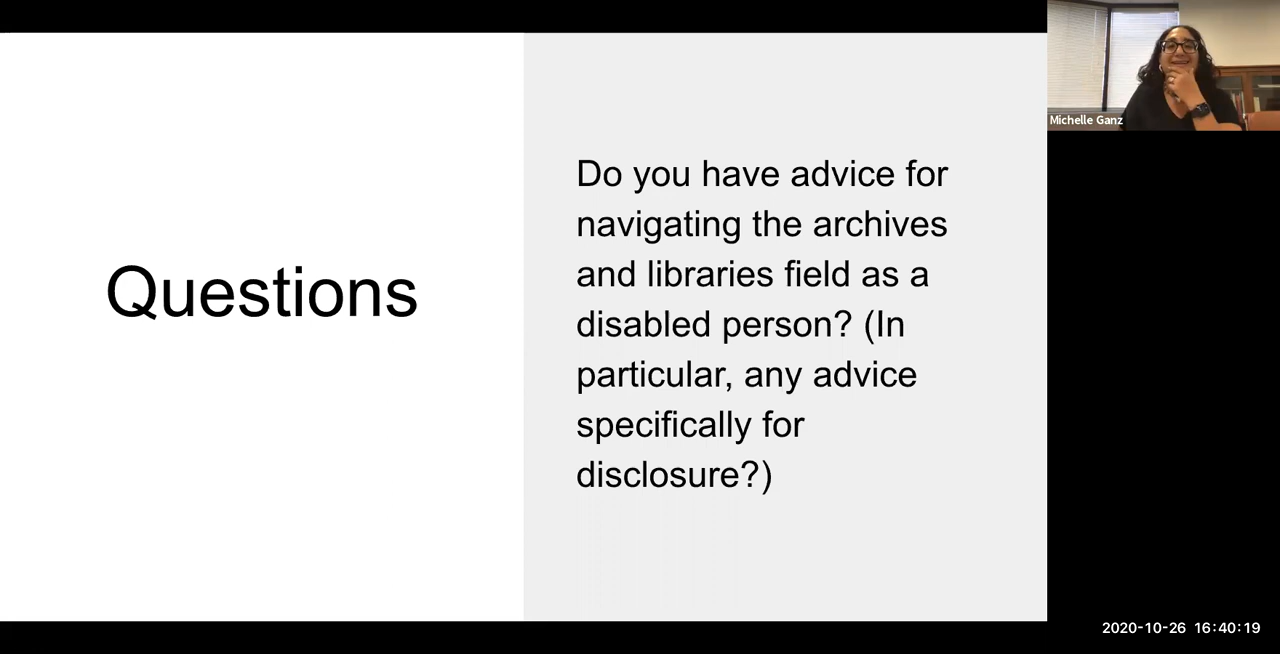 Questions
Do you have advice for
navigating the archives
and libraries field as a
disabled person? (In
particular, any advice
specifically for
disclosure?)
Michelle Ganz
2020-10-26 16:40:19